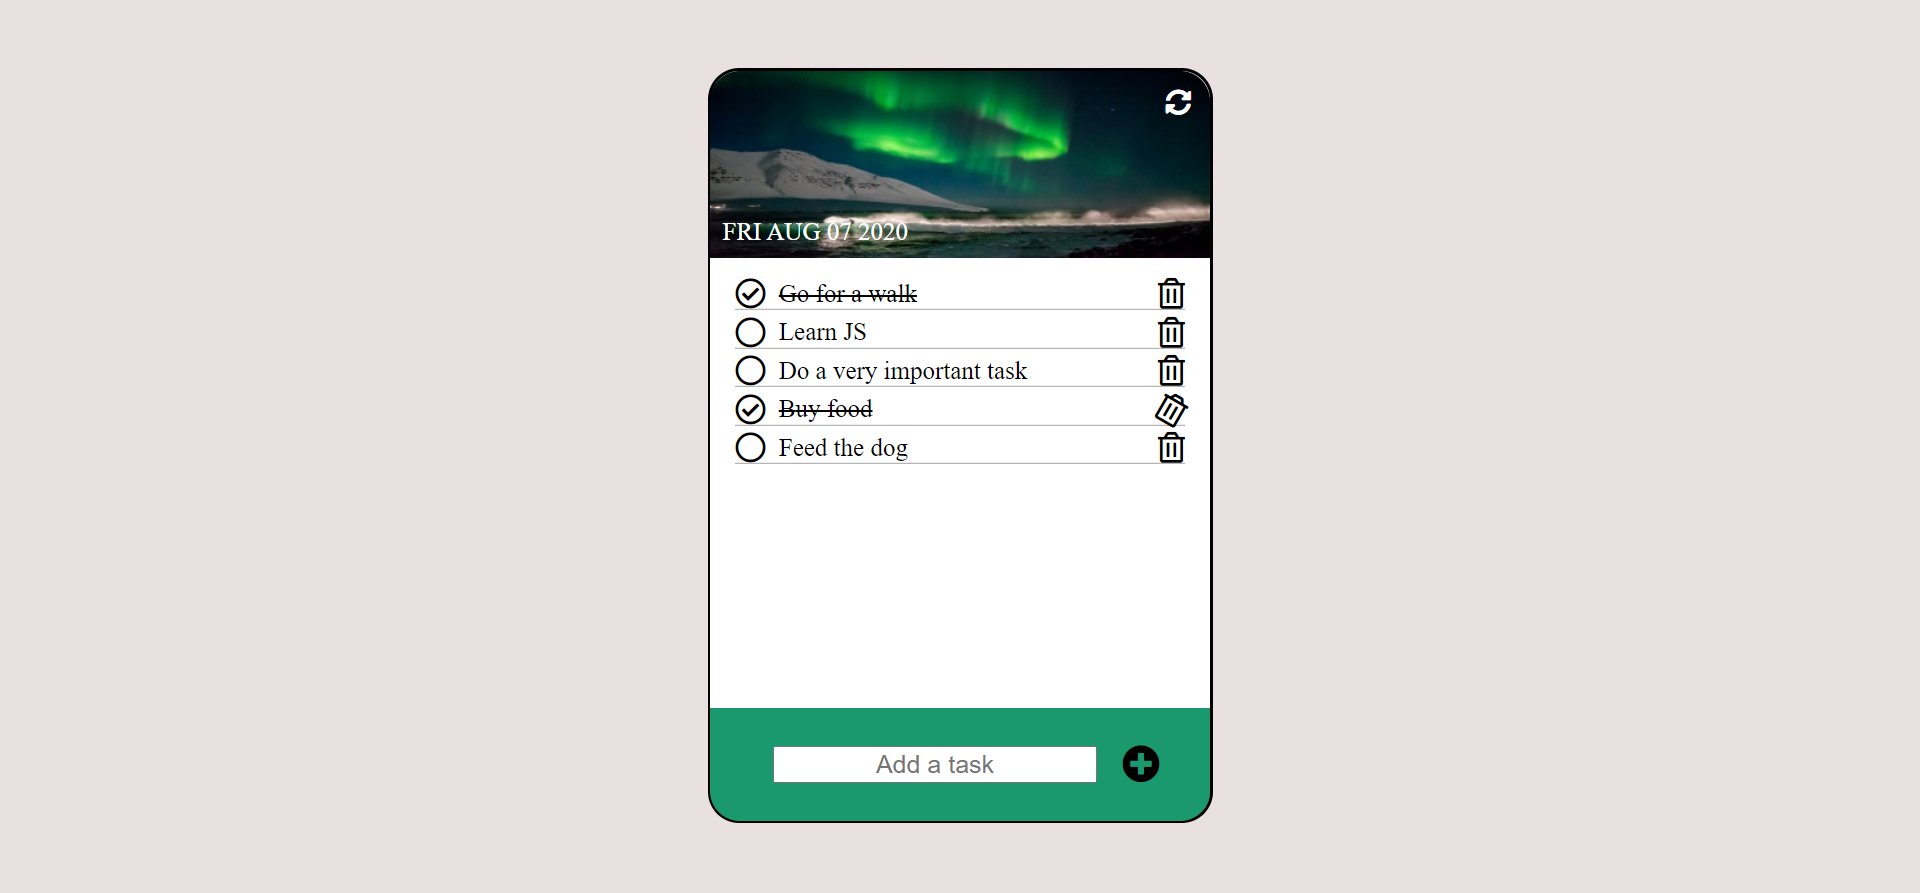 FRI AUG 07 2020
Go for a walk
Learn JS
Do a very important task
Buy food
Feed the dog
Add a task